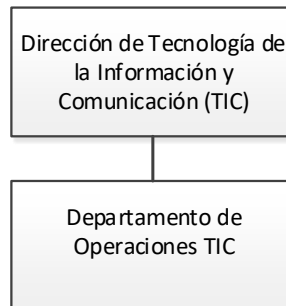 Dirección de Tecnología de
la Información y
Comunicación (TIC)
Departamento de
Operaciones TIC